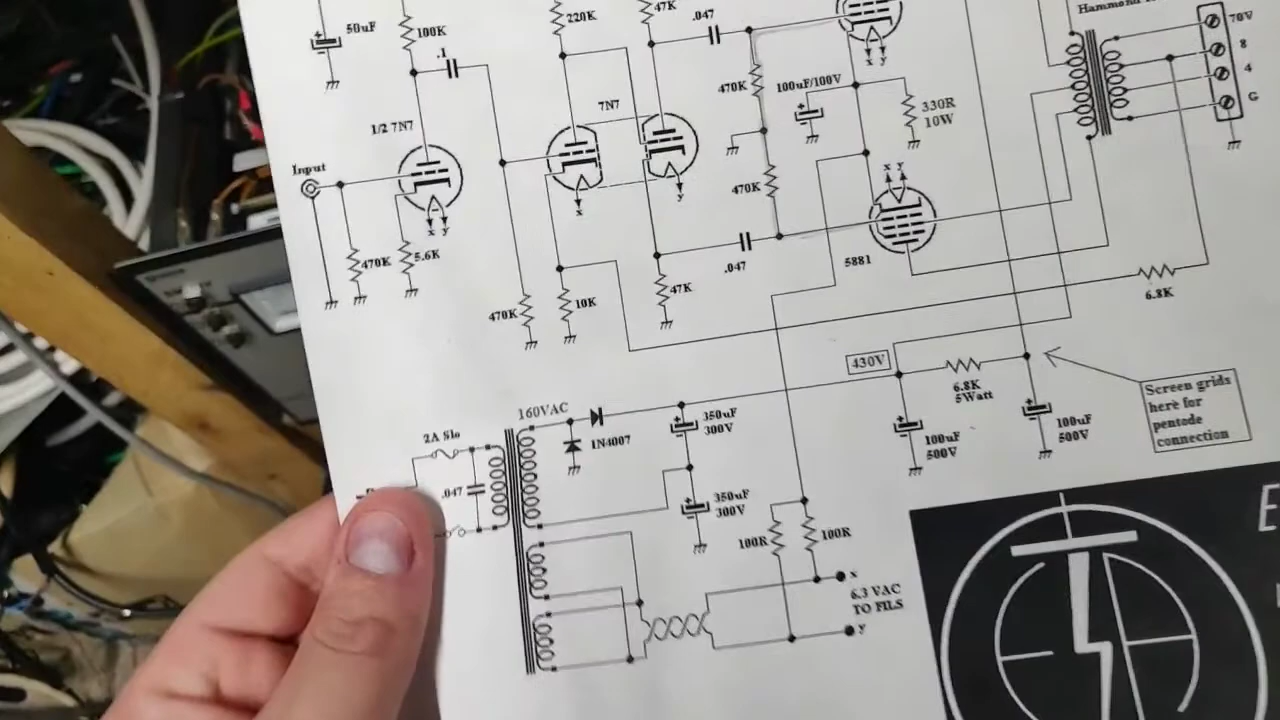 50uF
100K
.1
220K
47K
.047
Hammond
70V
8
4
G
x y
100uF/100V
470K
330R
10W
1/2 7N7
7N7
Input
x
y
x y
470K
x y
470K
5.6K
470K
10K
47K
.047
5881
6.8K
430V
6.8K
5Watt
Screen grids
here for
pentode
connection
100uF
500V
100uF
500V
160VAC
1N4007
350uF
300V
2A Slo
.047
350uF
300V
100K
100K
x
6.3 VAC
TO FILS
y
E